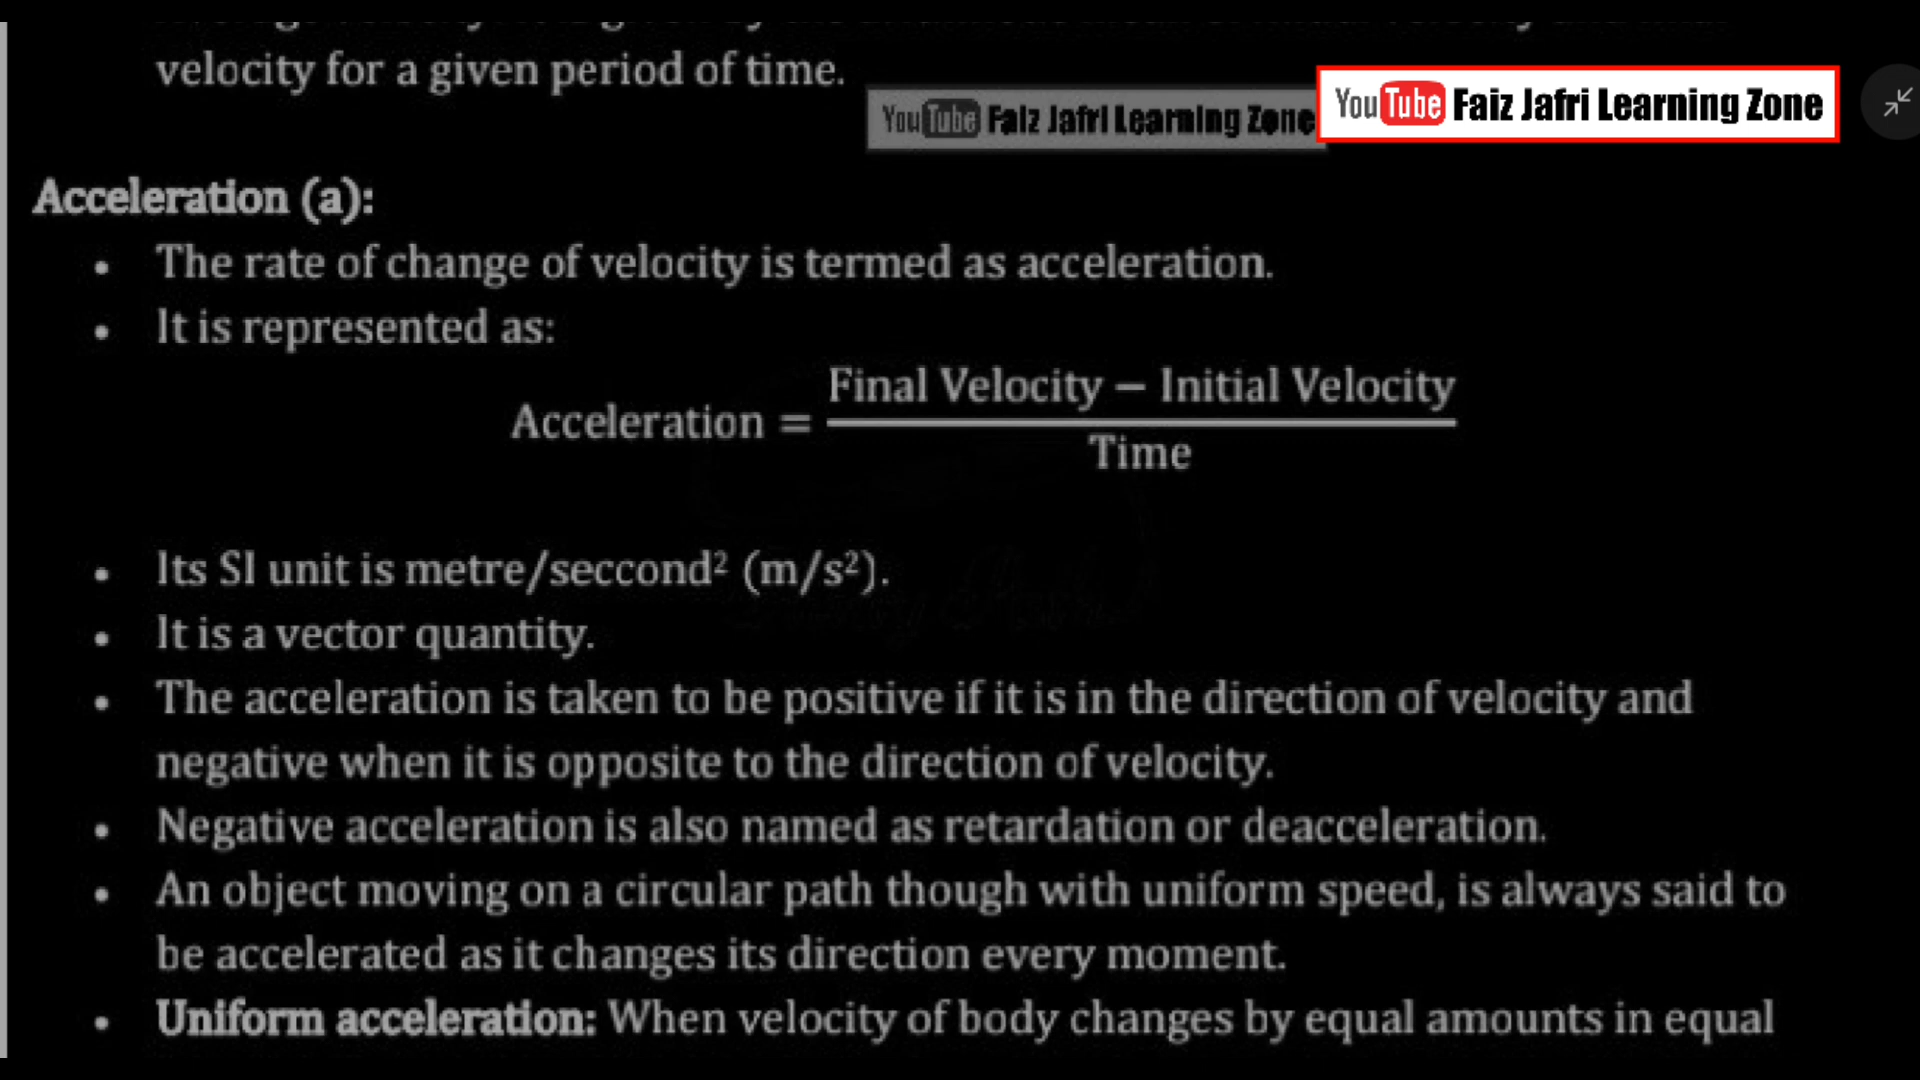 velocity for a given period of time.
YouTube Faiz Jafri Learning Zone
YouTube Faiz Jafri Learning Zone
Acceleration (a):
• The rate of change of velocity is termed as acceleration.
• It is represented as:
Final Velocity – Initial Velocity
Acceleration =
Time
• Its SI unit is metre/seccond² (m/s²).
• It is a vector quantity.
• The acceleration is taken to be positive if it is in the direction of velocity and
negative when it is opposite to the direction of velocity.
• Negative acceleration is also named as retardation or deacceleration.
• An object moving on a circular path though with uniform speed, is always said to
be accelerated as it changes its direction every moment.
• Uniform acceleration: When velocity of body changes by equal amounts in equal